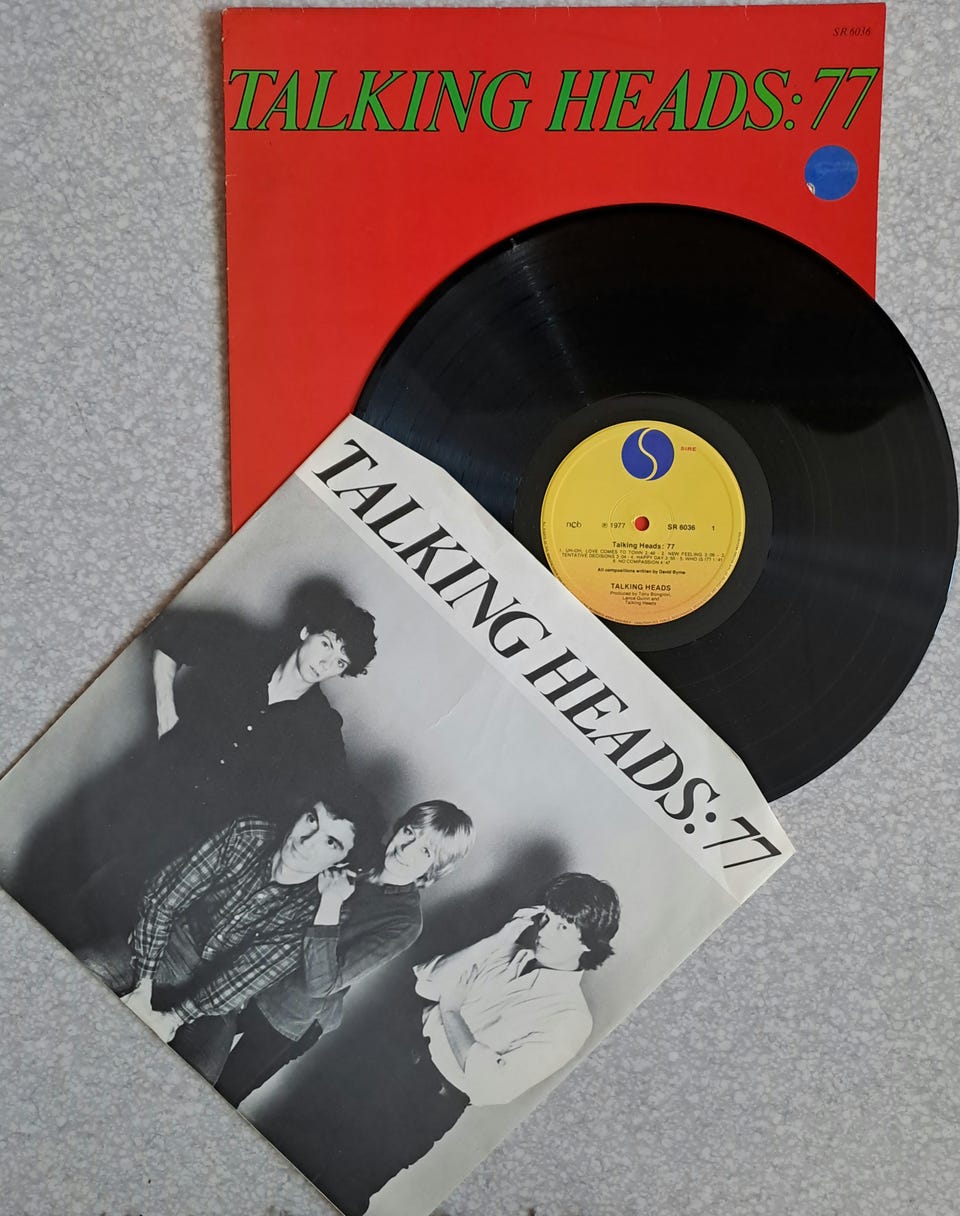 SR 6036
TALKING HEADS: 77
SIRE
ncb ℗ 1977 SR 6036 1
Talking Heads: 77
1. UH-OH, LOVE COMES TO TOWN 2:48 - 2. NEW FEELING 3:09 - 3.
TENTATIVE DECISIONS 3:04 - 4. HAPPY DAY 3:55 - 5. WHO IS IT? 1:41
6. NO COMPASSION 4:47
All compositions written by David Byrne
TALKING HEADS
Produced by Tony Bongiovi,
Lance Quinn and
Talking Heads
TALKING HEADS: 77